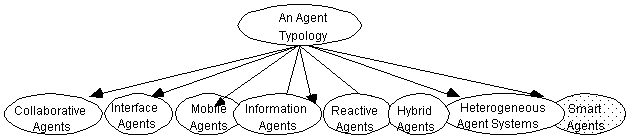 An Agent
Typology
Collaborative
Agents
Interface
Agents
Mobile
Agents
Information
Agents
Reactive
Agents
Hybrid
Agents
Heterogeneous
Agent Systems
Smart
Agents